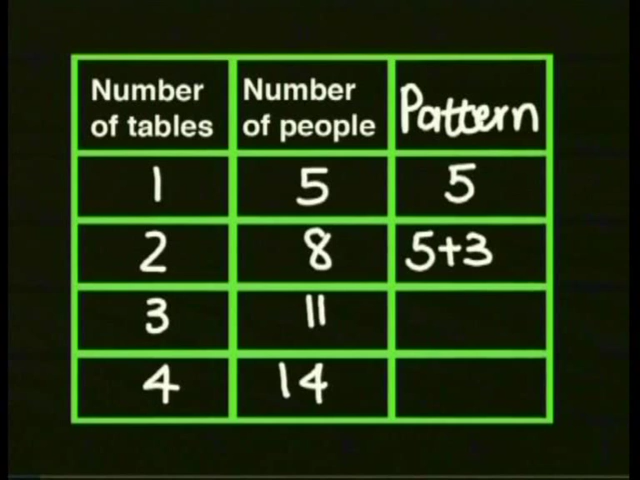 Number of tables
Number of people
Pattern
1 5 5
2 8 5+3
3 11
4 14